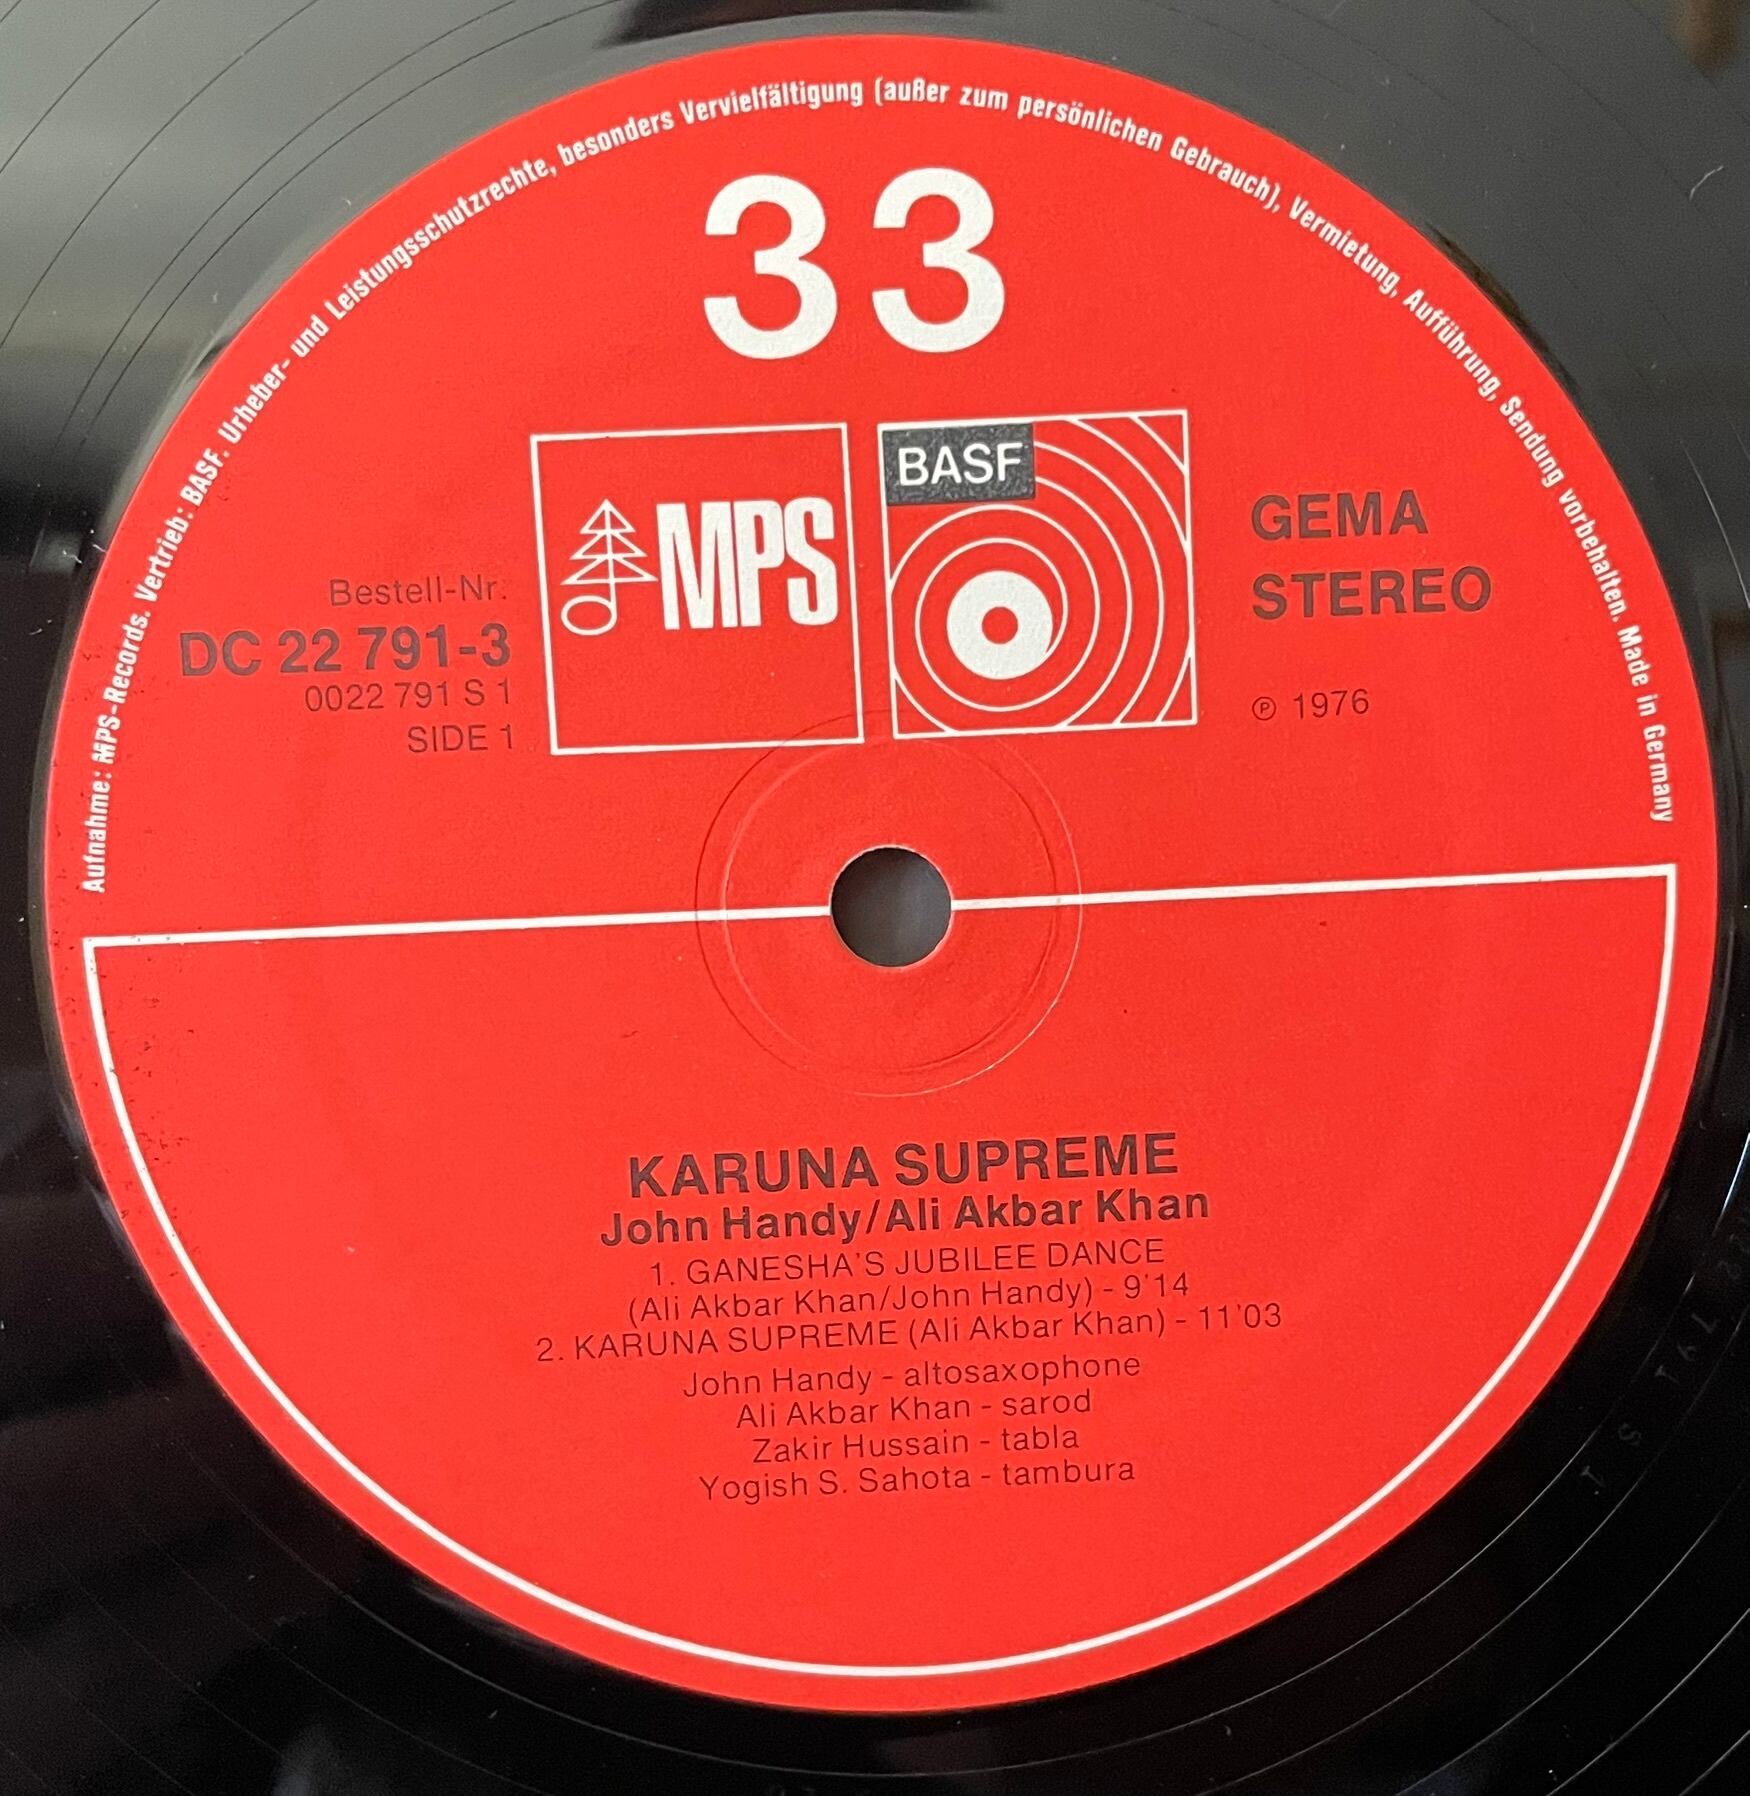 Aufnahme: MPS-Records. Vertrieb: BASF. Urheber- und Leistungsschutzrechte, besonders Vervielfältigung (außer zum persönlichen Gebrauch), Vermietung, Aufführung, Sendung vorbehalten. Made in Germany
33
MPS
BASF
GEMA
STEREO
Bestell-Nr.
DC 22 791-3
0022 791 S 1
SIDE 1
℗ 1976
KARUNA SUPREME
John Handy/Ali Akbar Khan
1. GANESHA'S JUBILEE DANCE
(Ali Akbar Khan/John Handy) - 9'14
2. KARUNA SUPREME (Ali Akbar Khan) - 11'03
John Handy - altosaxophone
Ali Akbar Khan - sarod
Zakir Hussain - tabla
Yogish S. Sahota - tambura
791 S 1